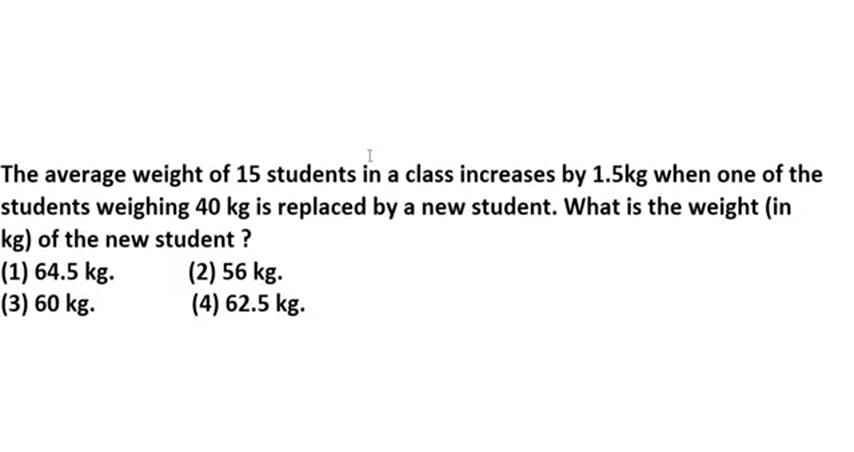 The average weight of 15 students in a class increases by 1.5kg when one of the
students weighing 40 kg is replaced by a new student. What is the weight (in
kg) of the new student ?
(1) 64.5 kg. (2) 56 kg.
(3) 60 kg. (4) 62.5 kg.